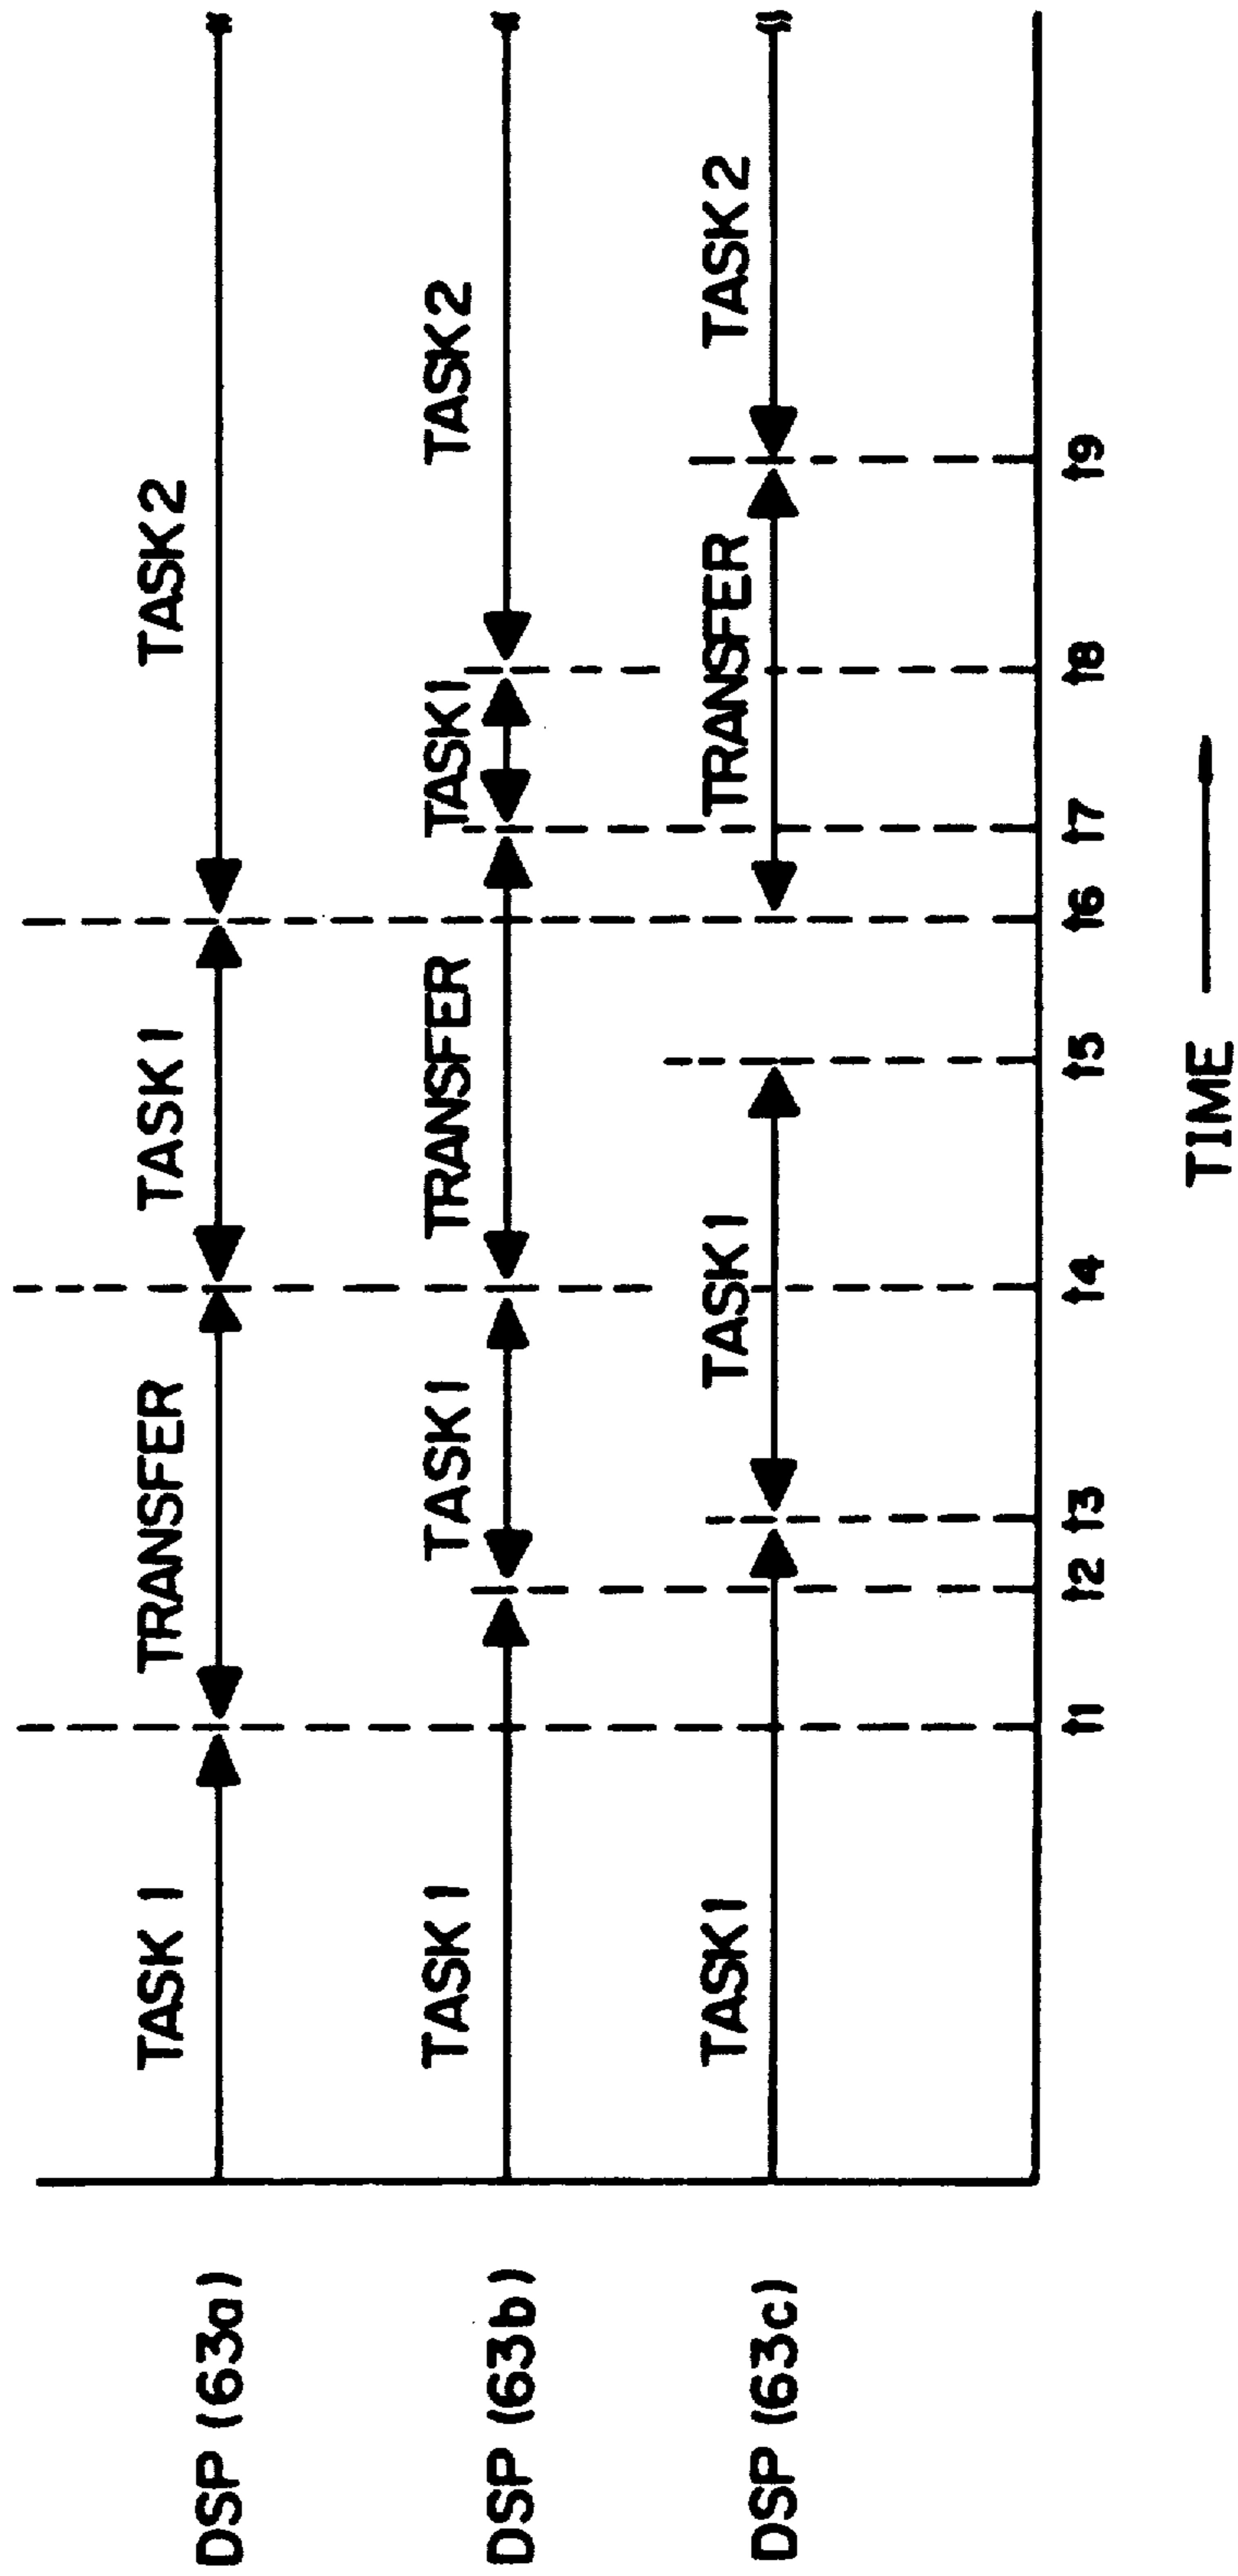 DSP (63a) TASK 1 TRANSFER TASK 1 TASK 2
DSP (63b) TASK 1 TASK 1 TRANSFER TASK 1 TASK 2
DSP (63c) TASK 1 TASK 1 TRANSFER TASK 2
t1 t2 t3 t4 t5 t6 t7 t8 t9
TIME